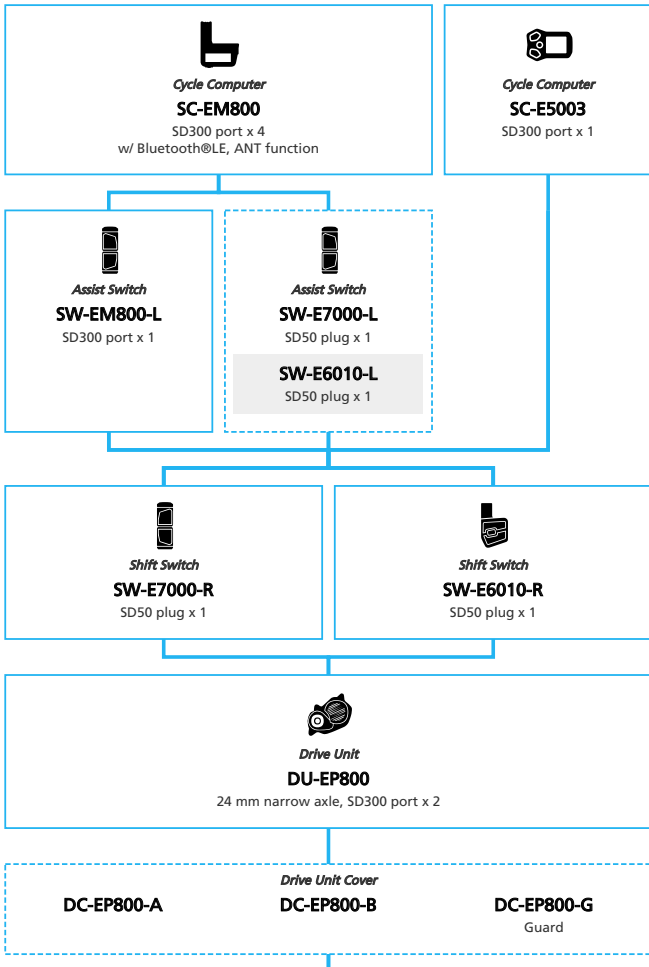 Cycle Computer
SC-EM800
SD300 port x 4
w/ Bluetooth®LE, ANT function
Cycle Computer
SC-E5003
SD300 port x 1
Assist Switch
SW-EM800-L
SD300 port x 1
Assist Switch
SW-E7000-L
SD50 plug x 1
SW-E6010-L
SD50 plug x 1
Shift Switch
SW-E7000-R
SD50 plug x 1
Shift Switch
SW-E6010-R
SD50 plug x 1
Drive Unit
DU-EP800
24 mm narrow axle, SD300 port x 2
Drive Unit Cover
DC-EP800-A
DC-EP800-B
DC-EP800-G
Guard